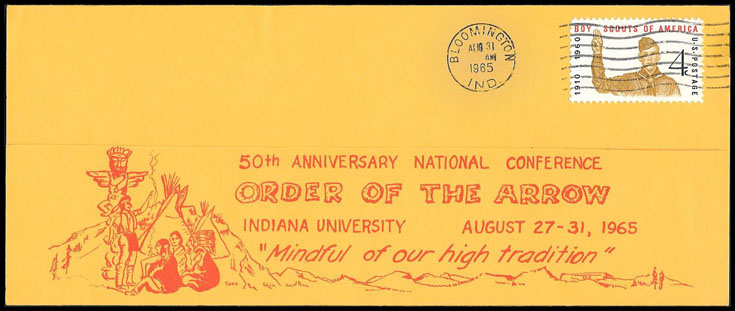 BLOOMINGTON
AUG 31
AM
1965
IND.
BOY SCOUTS OF AMERICA
1910 1960
4c
U.S. POSTAGE
50th ANNIVERSARY NATIONAL CONFERENCE
ORDER OF THE ARROW
INDIANA UNIVERSITY AUGUST 27-31, 1965
"Mindful of our high tradition"